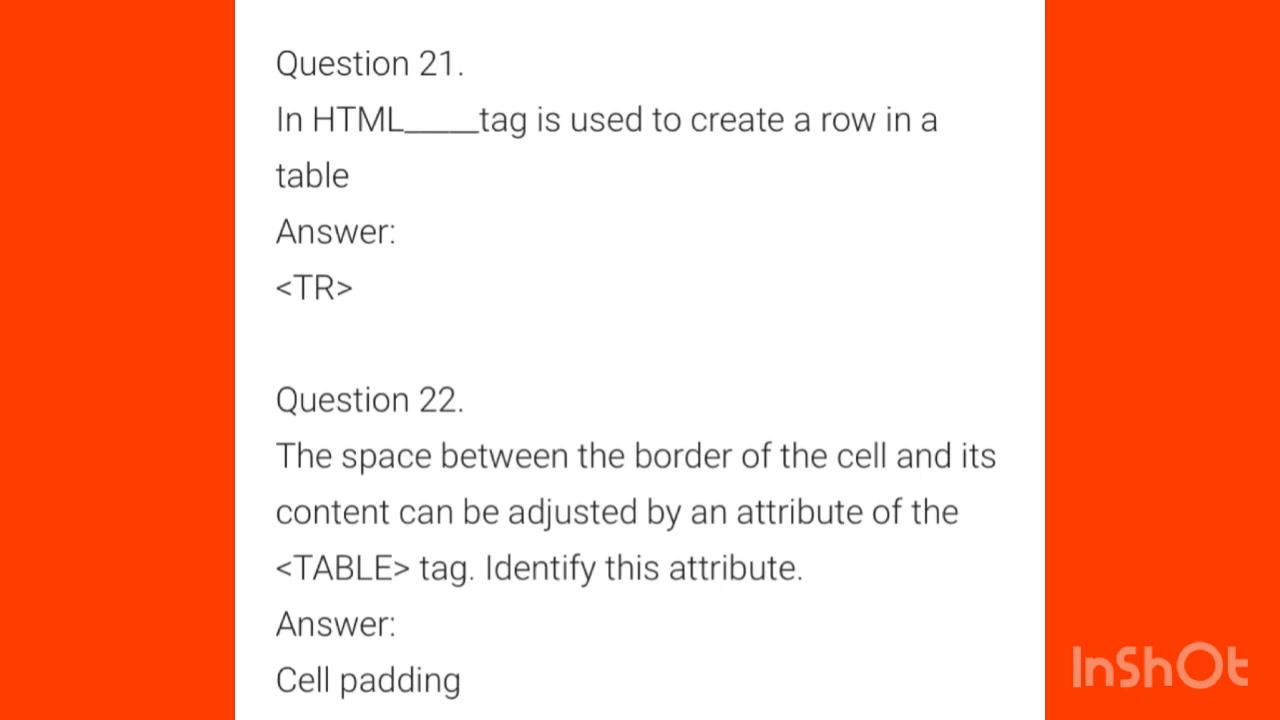 Question 21.
In HTML_____tag is used to create a row in a
table
Answer:
<TR>
Question 22.
The space between the border of the cell and its
content can be adjusted by an attribute of the
<TABLE> tag. Identify this attribute.
Answer:
Cell padding
InShOt